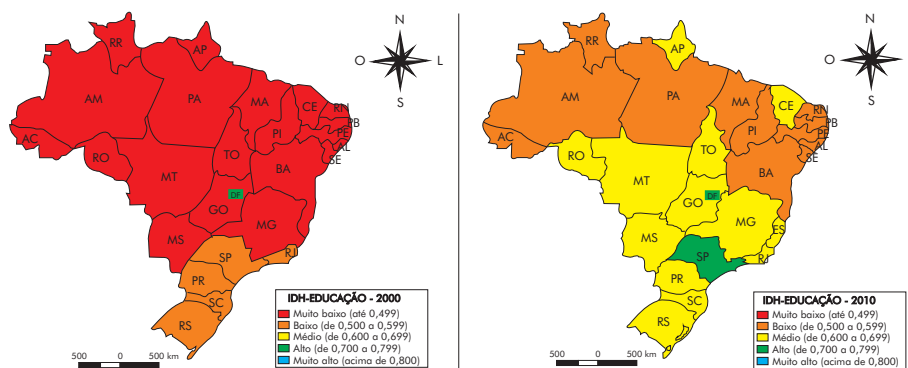 N
O
L
S
RR
AP
AM
PA
MA
CE
RN
PB
PE
AL
SE
PI
AC
RO
TO
BA
MT
DF
GO
MG
MS
SP
RJ
PR
SC
RS
IDH-EDUCAÇÃO - 2000
Muito baixo (até 0,499)
Baixo (de 0,500 a 0,599)
Médio (de 0,600 a 0,699)
Alto (de 0,700 a 0,799)
Muito alto (acima de 0,800)
500 0 500 km
N
O
L
S
RR
AP
AM
PA
MA
CE
RN
PB
PE
AL
SE
PI
AC
RO
TO
BA
MT
DF
GO
MG
ES
MS
SP
RJ
PR
SC
RS
IDH-EDUCAÇÃO - 2010
Muito baixo (até 0,499)
Baixo (de 0,500 a 0,599)
Médio (de 0,600 a 0,699)
Alto (de 0,700 a 0,799)
Muito alto (acima de 0,800)
500 0 500 km